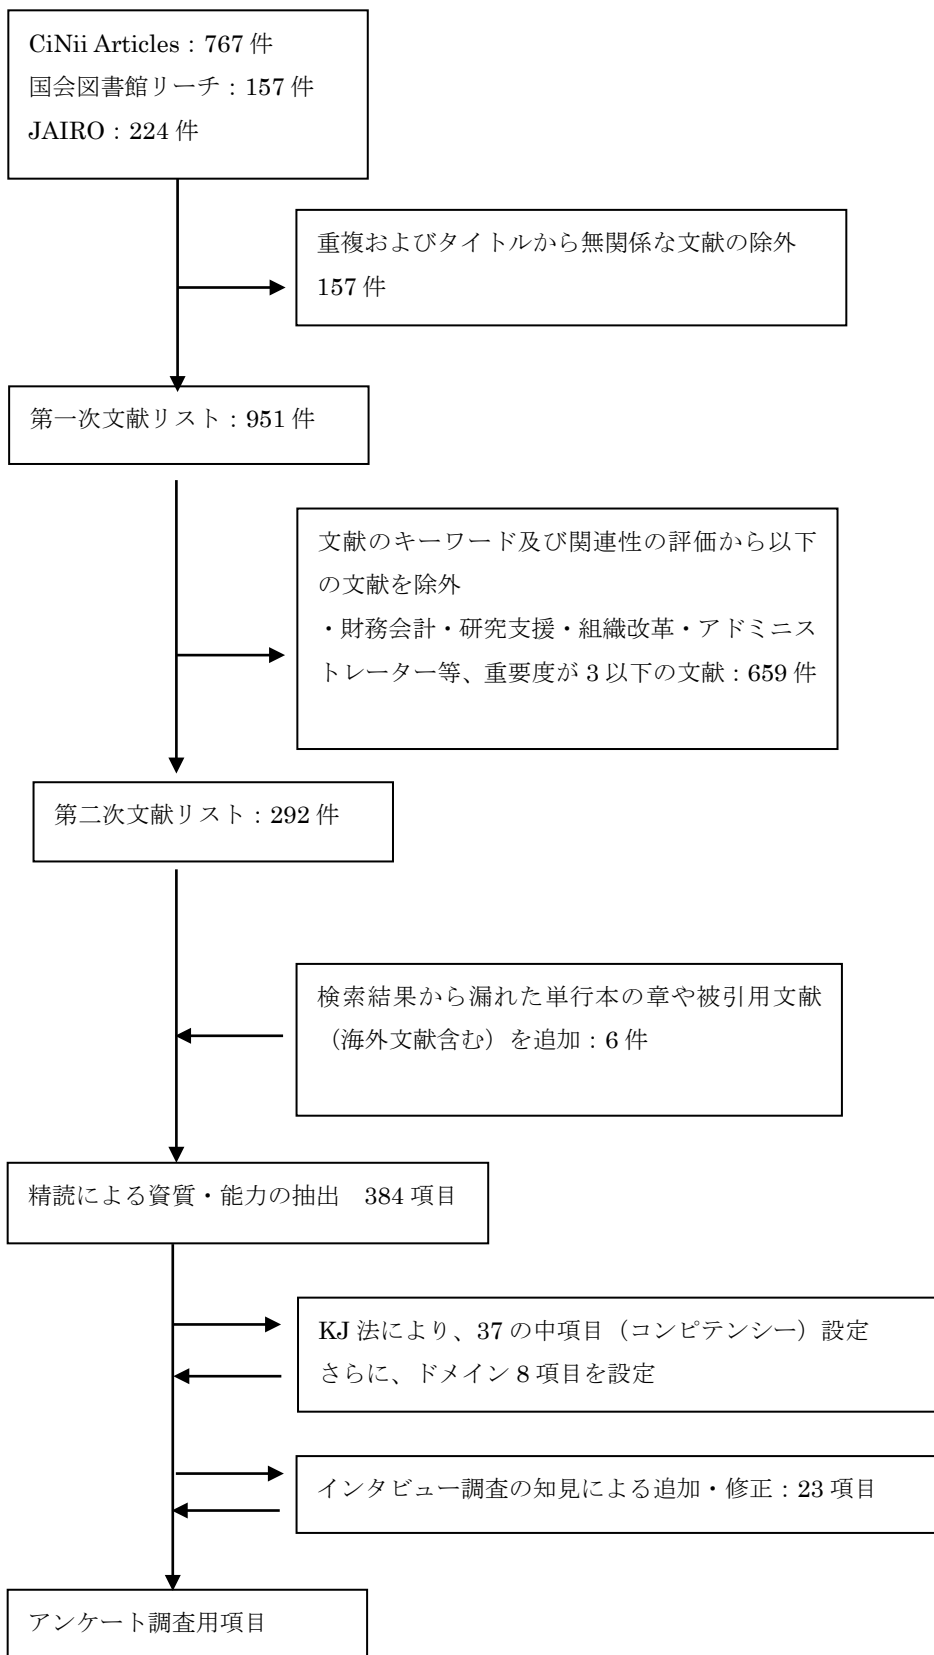 CiNii Articles：767 件
国会図書館リーチ：157 件
JAIRO：224 件
重複およびタイトルから無関係な文献の除外
157 件
第一次文献リスト：951 件
文献のキーワード及び関連性の評価から以下
の文献を除外
・財務会計・研究支援・組織改革・アドミニス
トレーター等、重要度が 3 以下の文献：659 件
第二次文献リスト：292 件
検索結果から漏れた単行本の章や被引用文献
（海外文献含む）を追加：6 件
精読による資質・能力の抽出　384 項目
KJ 法により、37 の中項目（コンピテンシー）設定
さらに、ドメイン 8 項目を設定
インタビュー調査の知見による追加・修正：23 項目
アンケート調査用項目